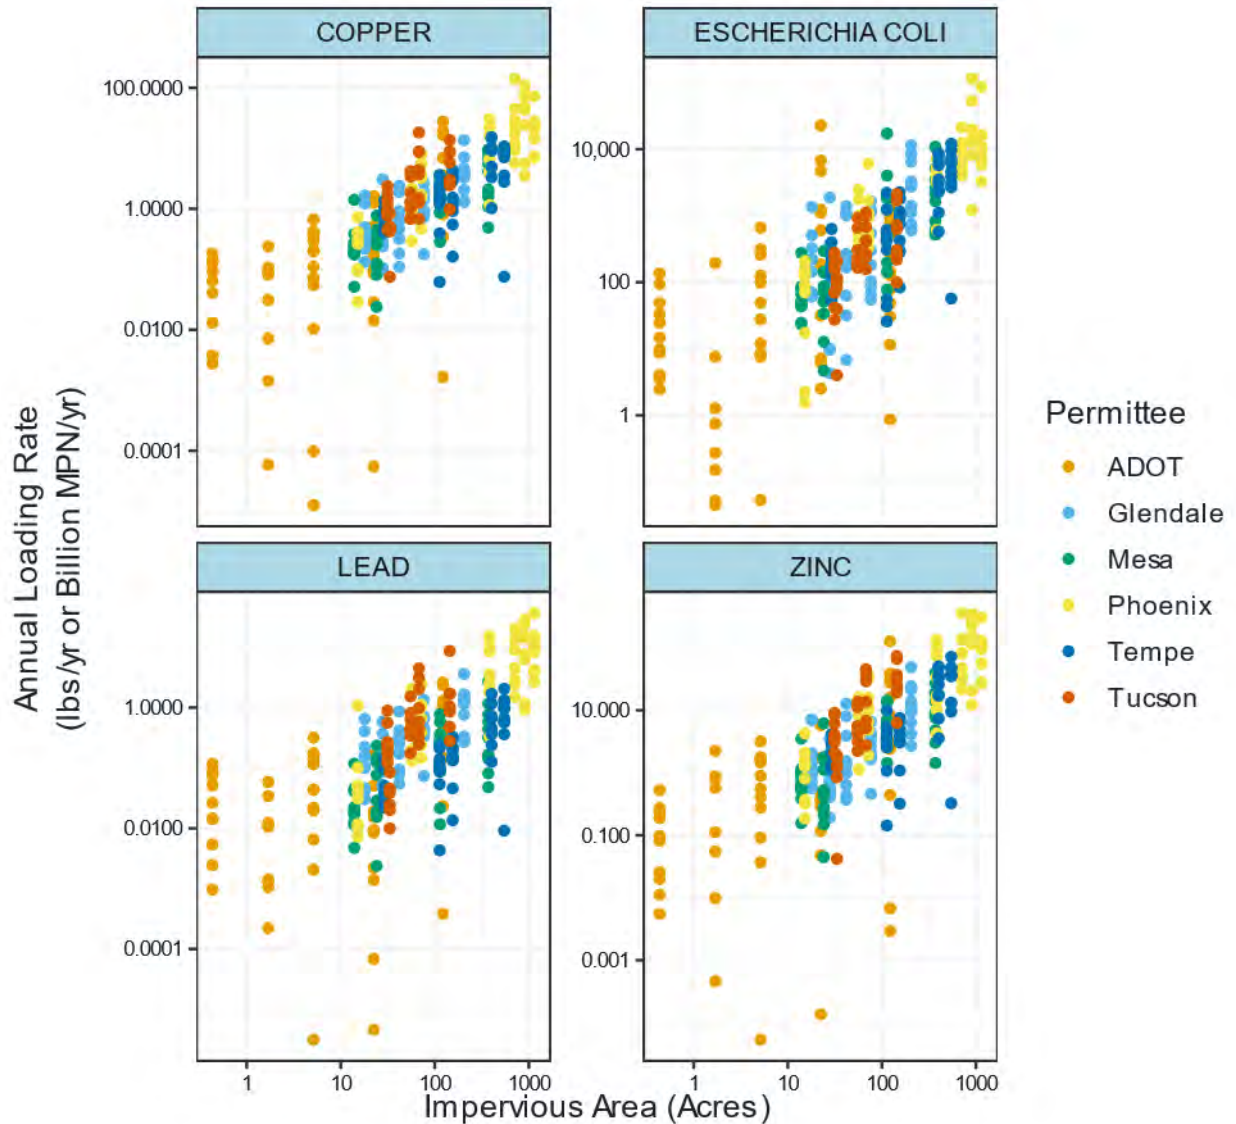 COPPER
ESCHERICHIA COLI
100.0000
1.0000
0.0100
0.0001
10,000
100
1
LEAD
ZINC
1.0000
0.0100
0.0001
10.000
0.100
0.001
1 10 100 1000
1 10 100 1000
Impervious Area (Acres)
Annual Loading Rate
(lbs/yr or Billion MPN/yr)
Permittee
ADOT
Glendale
Mesa
Phoenix
Tempe
Tucson